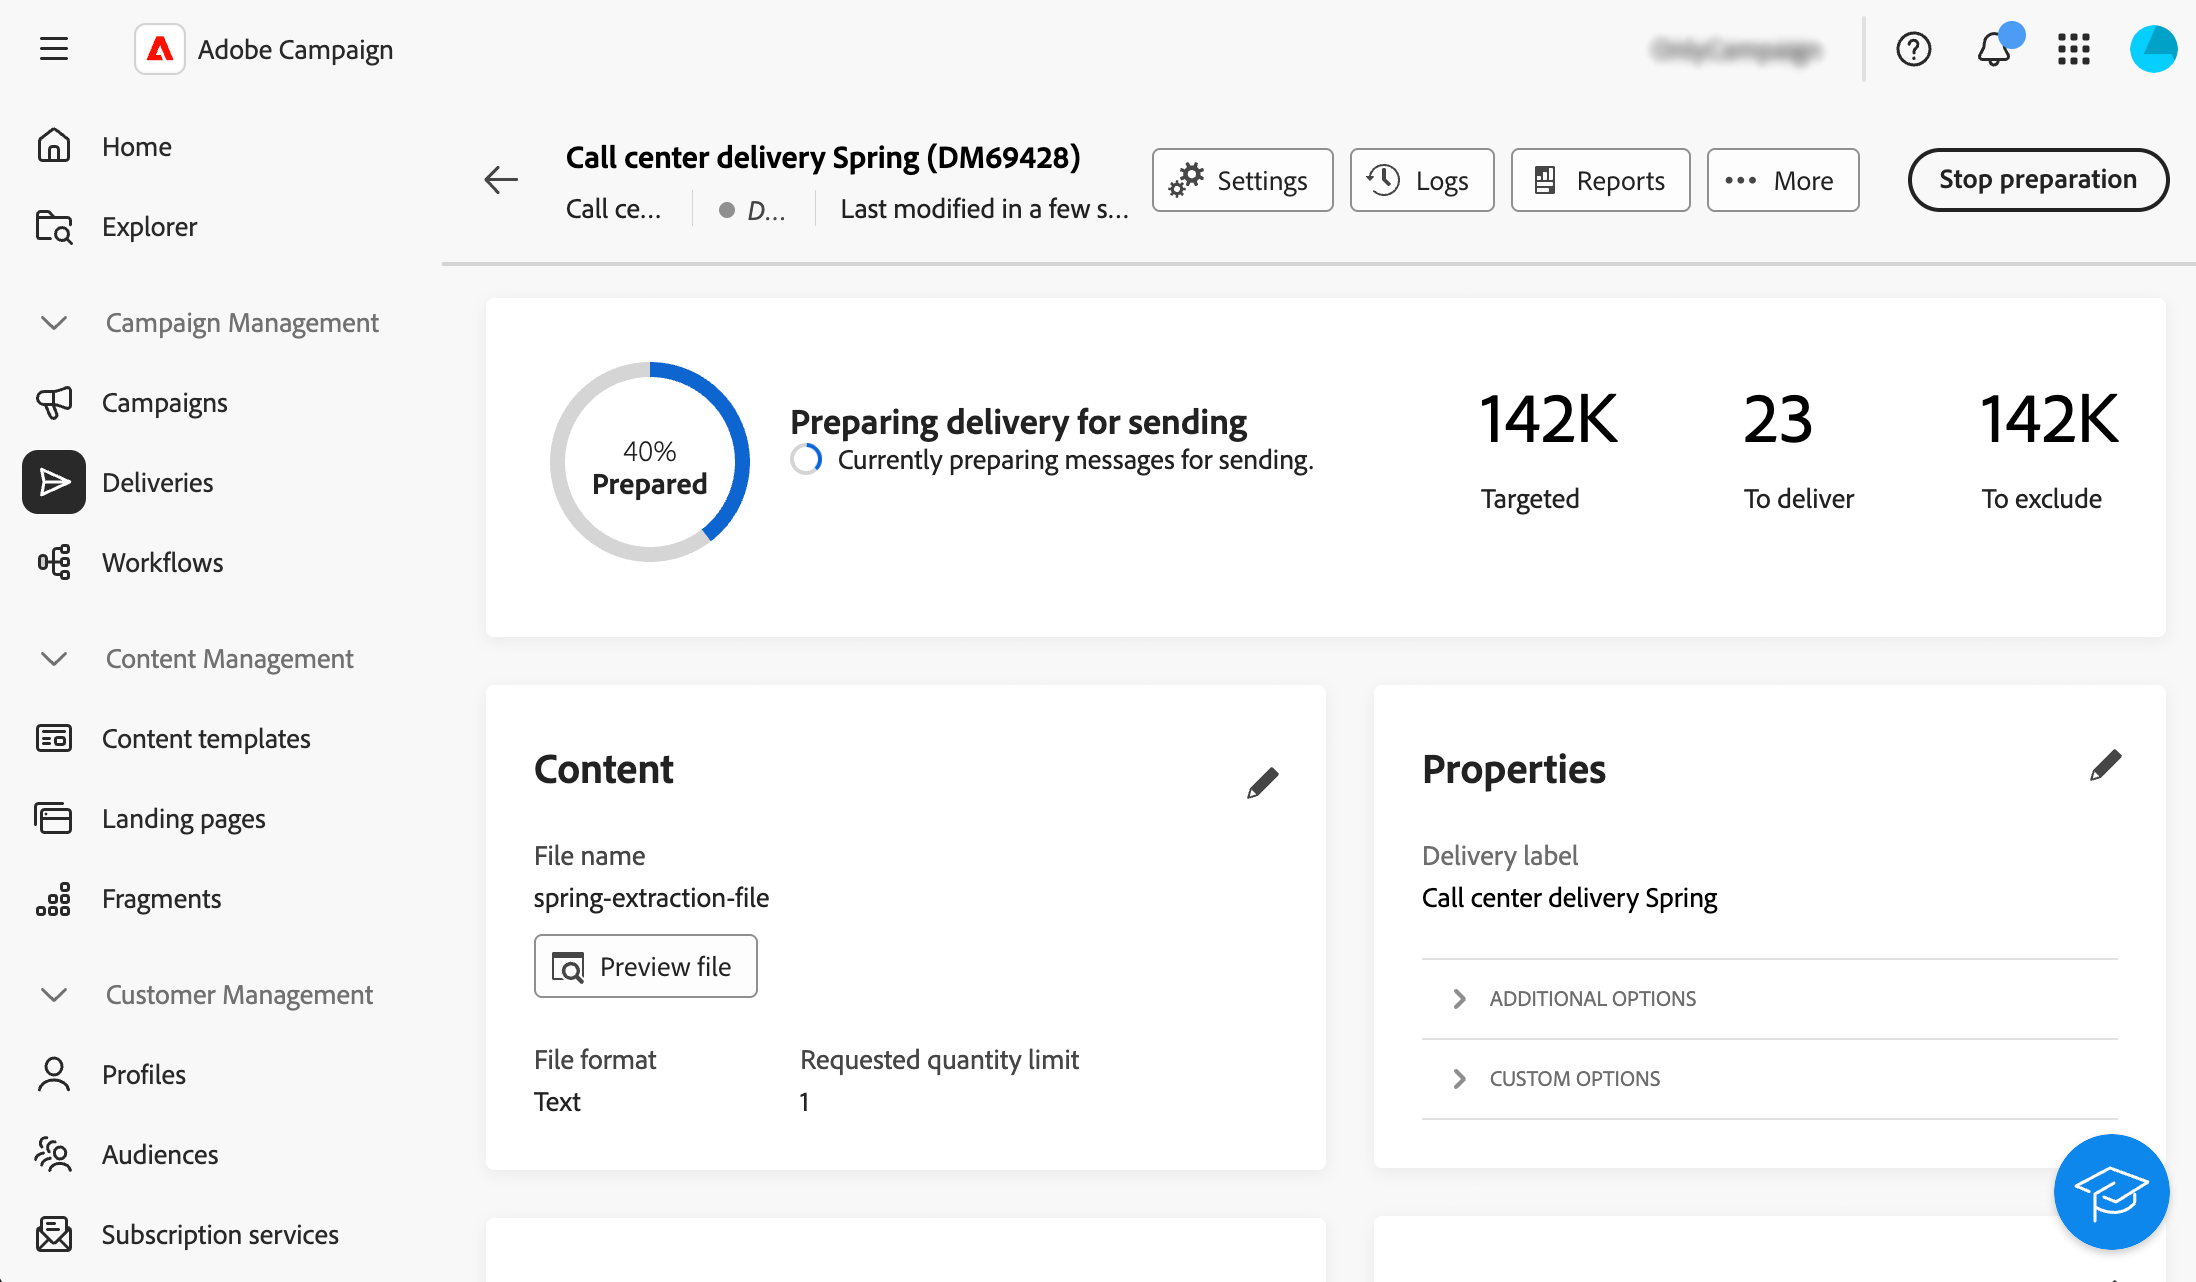 Adobe Campaign
Home
Explorer
Campaign Management
Campaigns
Deliveries
Workflows
Content Management
Content templates
Landing pages
Fragments
Customer Management
Profiles
Audiences
Subscription services
Call center delivery Spring (DM69428)
Call ce...
D...
Last modified in a few s...
Settings
Logs
Reports
More
Stop preparation
40%
Prepared
Preparing delivery for sending
Currently preparing messages for sending.
142K
Targeted
23
To deliver
142K
To exclude
Content
File name
spring-extraction-file
Preview file
File format
Text
Requested quantity limit
1
Properties
Delivery label
Call center delivery Spring
ADDITIONAL OPTIONS
CUSTOM OPTIONS